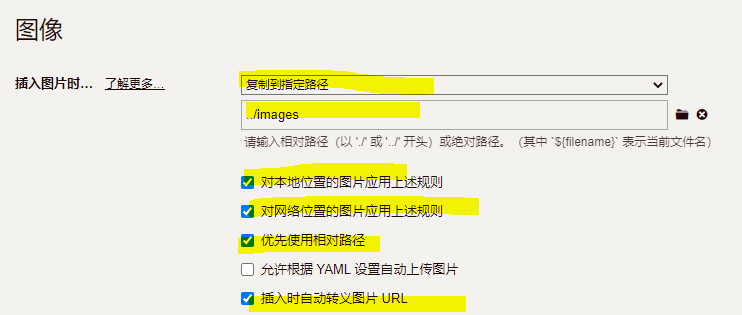 图像
插入图片时... 了解更多...
复制到指定路径
../images
请输入相对路径（以 './' 或 '../' 开头）或绝对路径。（其中 `${filename}` 表示当前文件名）
对本地位置的图片应用上述规则
对网络位置的图片应用上述规则
优先使用相对路径
允许根据 YAML 设置自动上传图片
插入时自动转义图片 URL